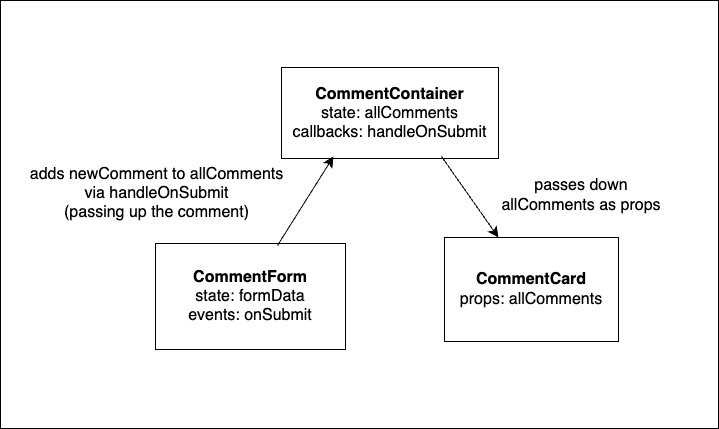 CommentContainer
state: allComments
callbacks: handleOnSubmit
adds newComment to allComments
via handleOnSubmit
(passing up the comment)
passes down
allComments as props
CommentForm
state: formData
events: onSubmit
CommentCard
props: allComments